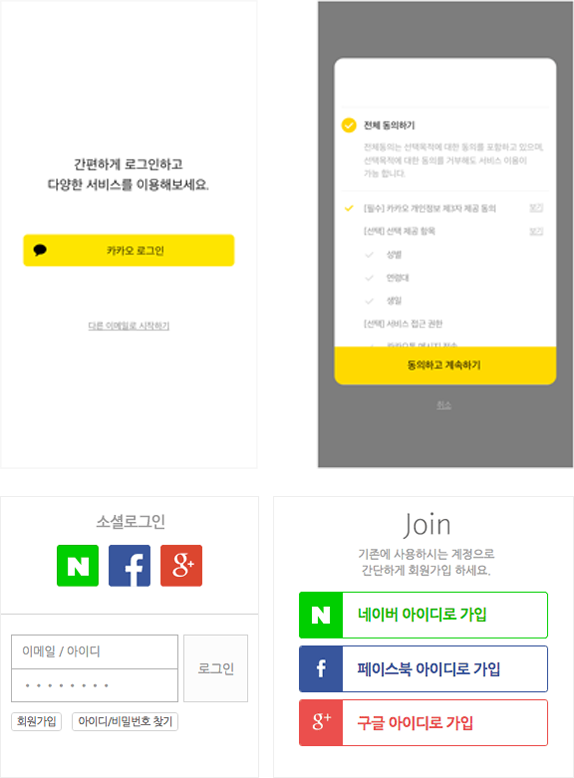 간편하게 로그인하고
다양한 서비스를 이용해보세요.
카카오 로그인
다른 이메일로 시작하기
전체 동의하기
전체동의는 선택목적에 대한 동의를 포함하고 있으며,
선택목적에 대한 동의를 거부해도 서비스 이용이
가능 합니다.
[필수] 카카오 개인정보 제3자 제공 동의 보기
[선택] 선택 제공 항목 보기
성별
연령대
생일
[선택] 서비스 접근 권한
카카오톡 메시지 전송
동의하고 계속하기
취소
소셜로그인
N f g+
이메일 / 아이디
로그인
회원가입 아이디/비밀번호 찾기
Join
기존에 사용하시는 계정으로
간단하게 회원가입 하세요.
N 네이버 아이디로 가입
f 페이스북 아이디로 가입
g+ 구글 아이디로 가입